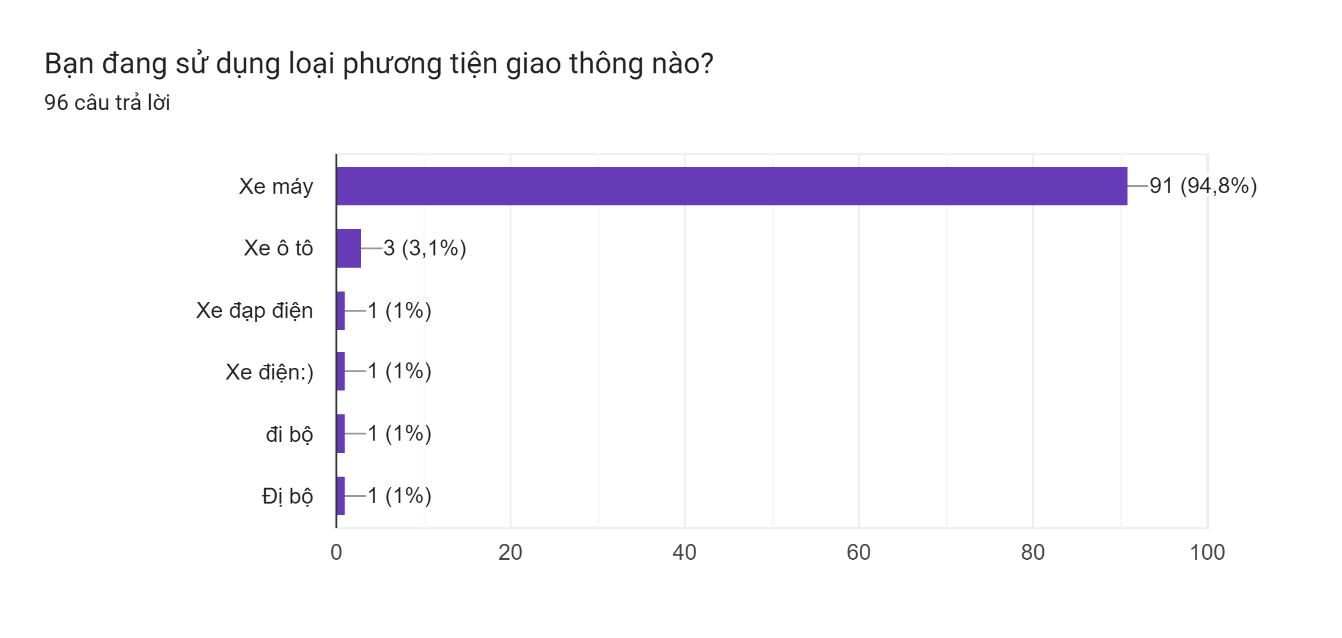 Bạn đang sử dụng loại phương tiện giao thông nào?
96 câu trả lời
Xe máy 91 (94,8%)
Xe ô tô 3 (3,1%)
Xe đạp điện 1 (1%)
Xe điện:) 1 (1%)
đi bộ 1 (1%)
Đị bộ 1 (1%)
0 20 40 60 80 100